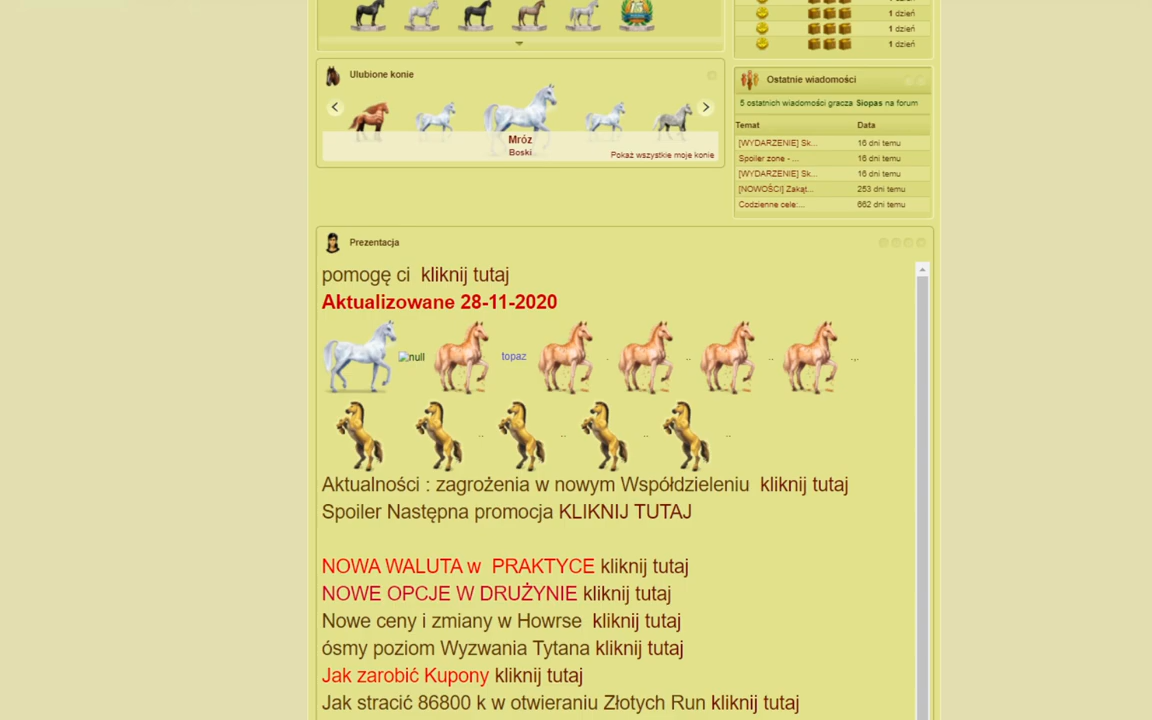 1 dzień
1 dzień
1 dzień
Ulubione konie
Mróz
Boski
Pokaż wszystkie moje konie
Ostatnie wiadomości
5 ostatnich wiadomości gracza Siopas na forum
Temat Data
[WYDARZENIE] Sk... 16 dni temu
Spoiler zone - ... 16 dni temu
[WYDARZENIE] Sk... 16 dni temu
[NOWOŚCI] Zakąt... 253 dni temu
Codzienne cele:... 662 dni temu
Prezentacja
pomogę ci kliknij tutaj
Aktualizowane 28-11-2020
null topaz . .. .. .,.
.. .. .. ..
Aktualności : zagrożenia w nowym Współdzieleniu kliknij tutaj
Spoiler Następna promocja KLIKNIJ TUTAJ
NOWA WALUTA w PRAKTYCE kliknij tutaj
NOWE OPCJE W DRUŻYNIE kliknij tutaj
Nowe ceny i zmiany w Howrse kliknij tutaj
ósmy poziom Wyzwania Tytana kliknij tutaj
Jak zarobić Kupony kliknij tutaj
Jak stracić 86800 k w otwieraniu Złotych Run kliknij tutaj